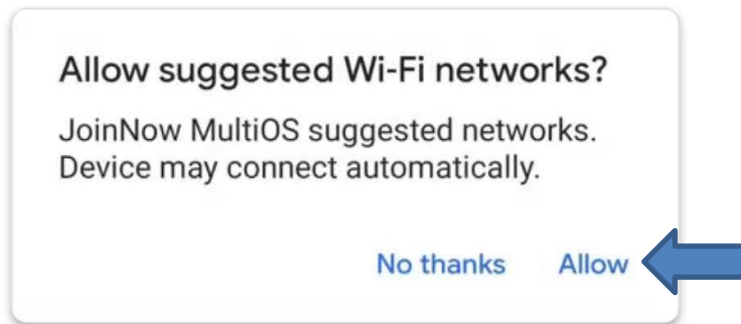 Allow suggested Wi-Fi networks?
JoinNow MultiOS suggested networks.
Device may connect automatically.
No thanks Allow